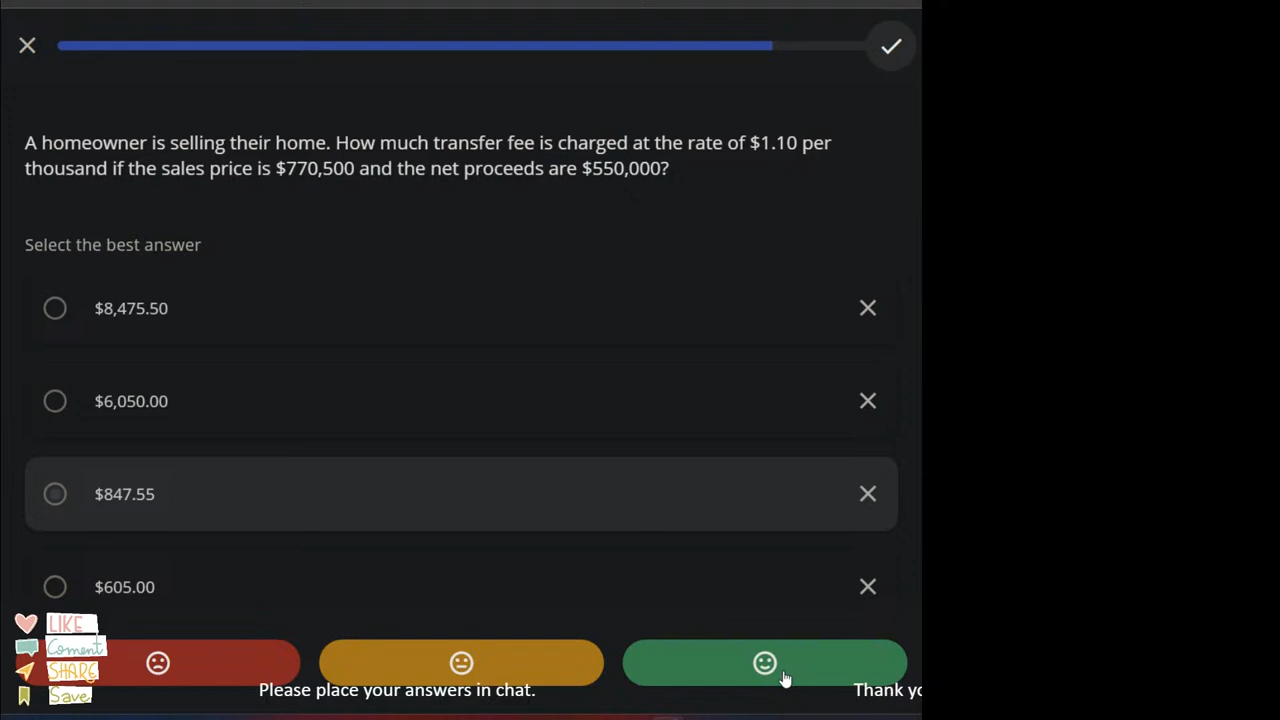 A homeowner is selling their home. How much transfer fee is charged at the rate of $1.10 per
thousand if the sales price is $770,500 and the net proceeds are $550,000?
Select the best answer
$8,475.50
$6,050.00
$847.55
$605.00
LIKE
Coment
SHARE
Save
Please place your answers in chat.
Thank yo